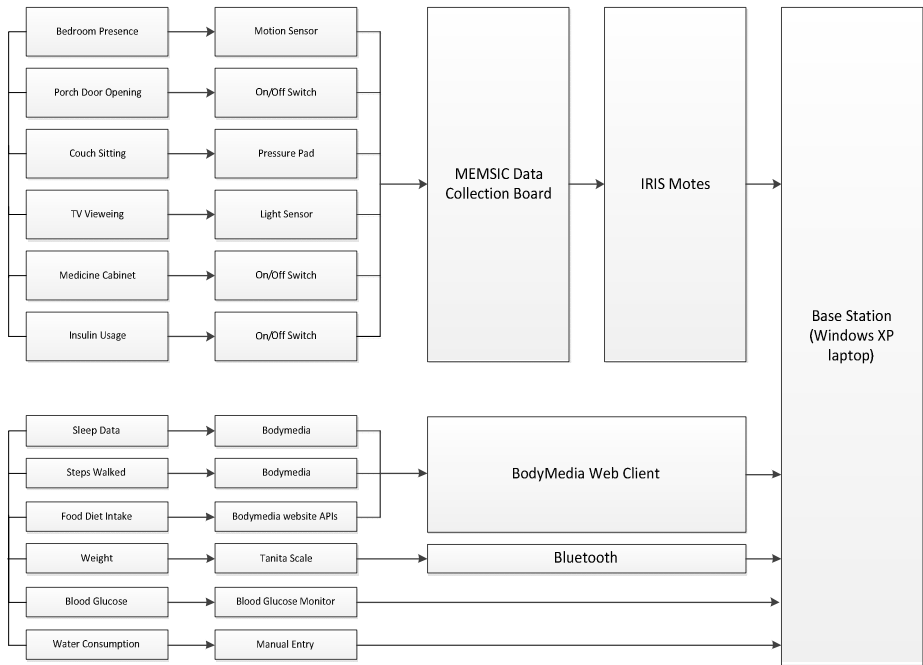 Bedroom Presence
Motion Sensor
Porch Door Opening
On/Off Switch
Couch Sitting
Pressure Pad
MEMSIC Data
Collection Board
IRIS Motes
TV Vieweing
Light Sensor
Medicine Cabinet
On/Off Switch
Insulin Usage
On/Off Switch
Base Station
(Windows XP
laptop)
Sleep Data
Bodymedia
Steps Walked
Bodymedia
BodyMedia Web Client
Food Diet Intake
Bodymedia website APIs
Weight
Tanita Scale
Bluetooth
Blood Glucose
Blood Glucose Monitor
Water Consumption
Manual Entry